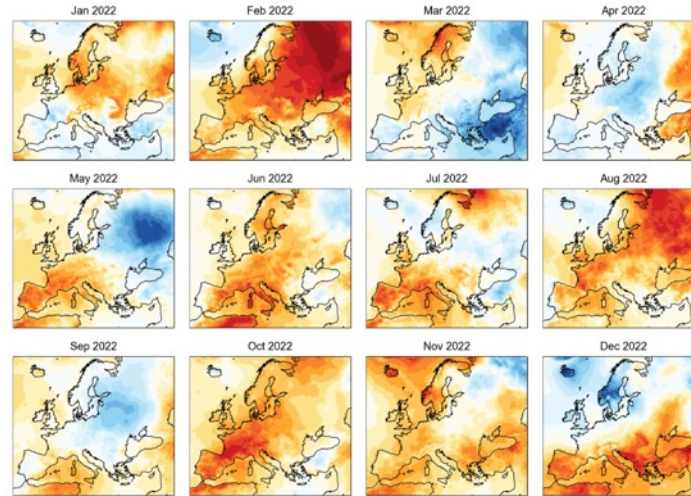 Jan 2022
Feb 2022
Mar 2022
Apr 2022
May 2022
Jun 2022
Jul 2022
Aug 2022
Sep 2022
Oct 2022
Nov 2022
Dec 2022